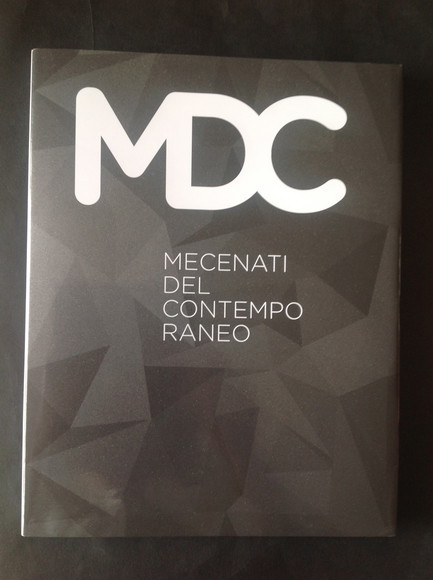 MDC
MECENATI
DEL
CONTEMPO
RANEO